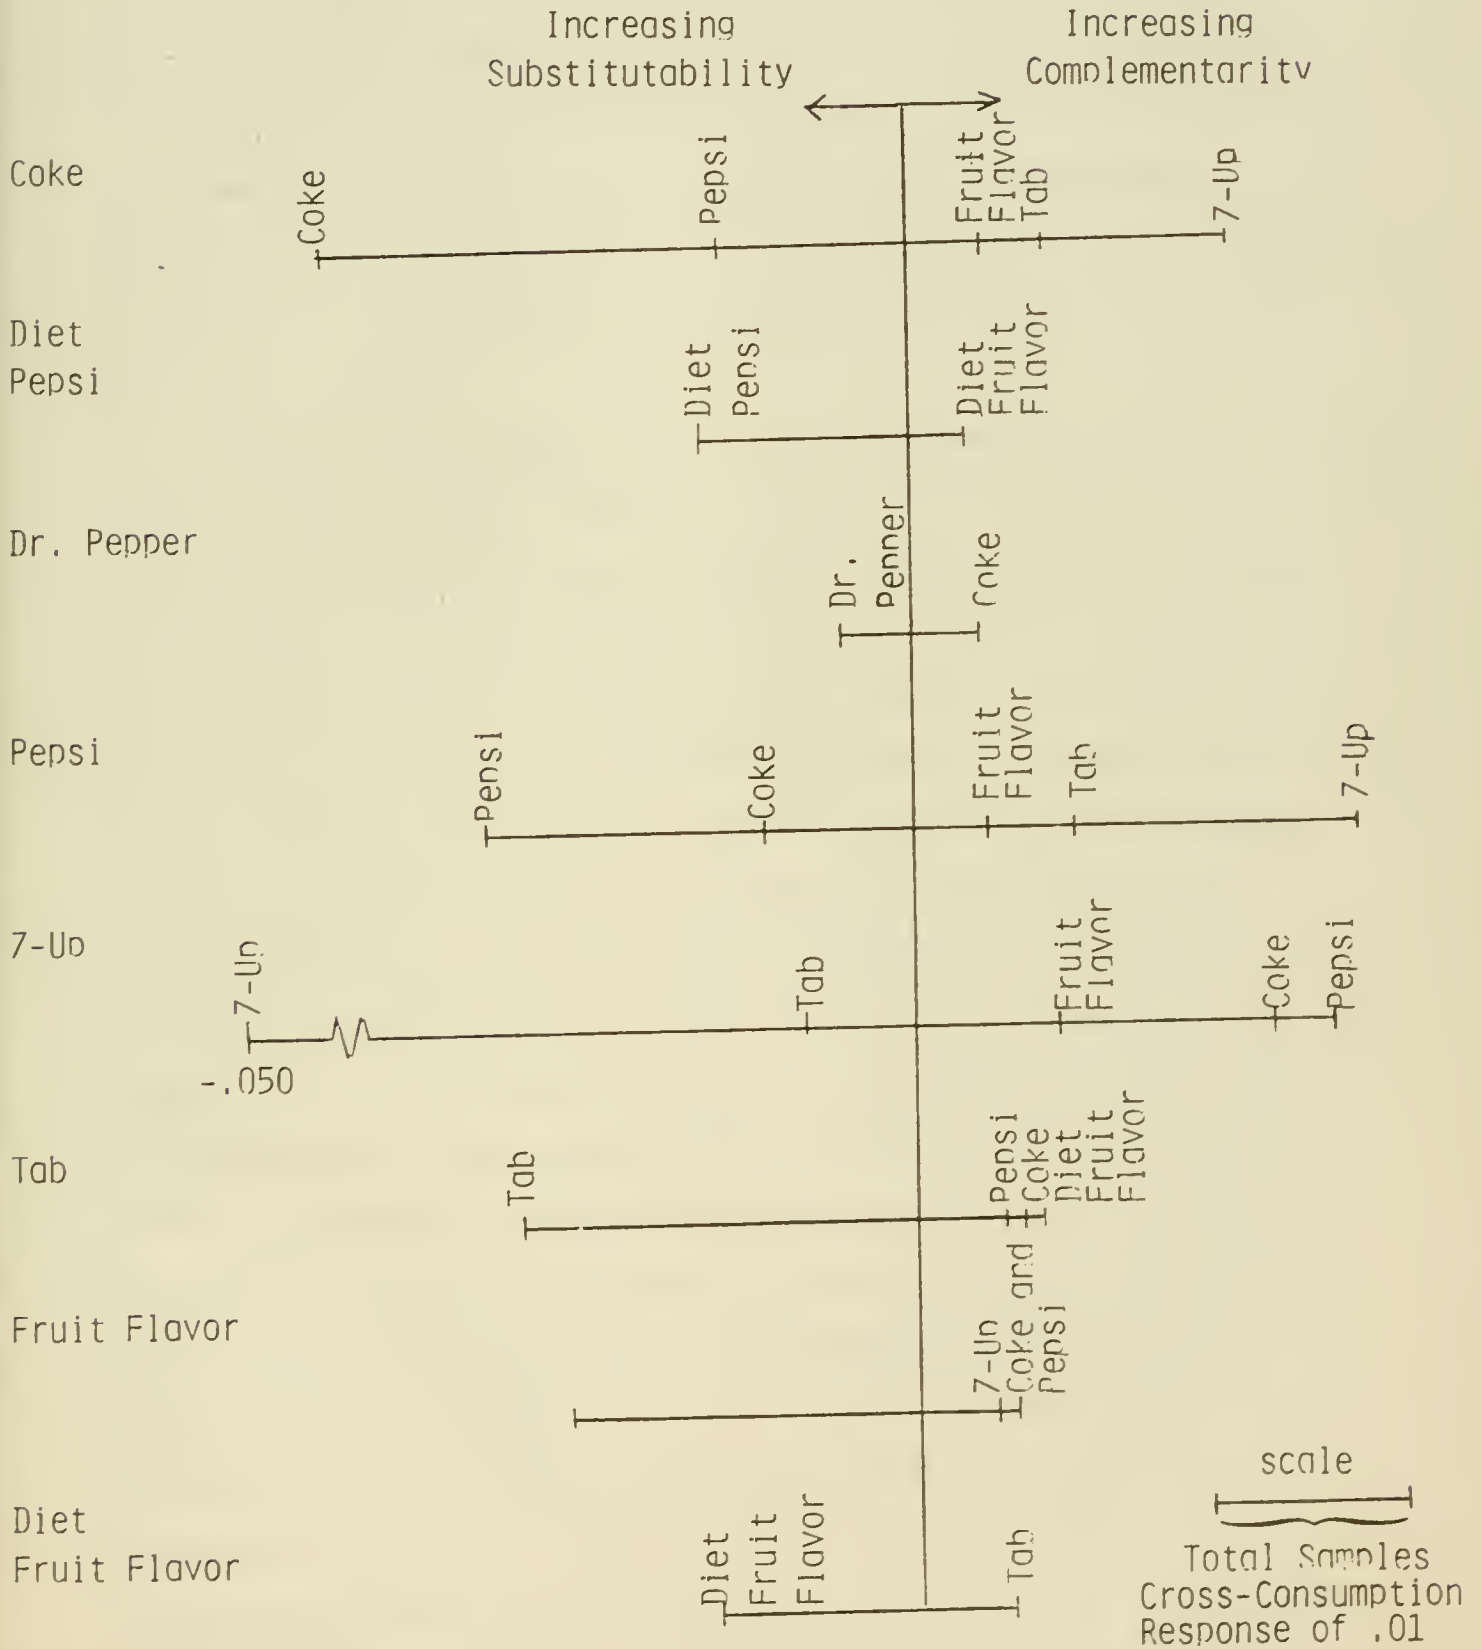 Increasing
Substitutability
Increasing
Complementarity
Coke
Coke
Pepsi
Fruit
Flavor
Tab
7-Up
Diet
Pepsi
Diet
Pepsi
Diet
Fruit
Flavor
Dr. Pepper
Dr.
Pepper
Coke
Pepsi
Pepsi
Coke
Fruit
Flavor
Tab
7-Up
7-Up
7-Up
-.050
Tab
Fruit
Flavor
Coke
Pepsi
Tab
Tab
Pepsi
Coke
Diet
Fruit
Flavor
Fruit Flavor
7-Up
Coke and
Pepsi
Diet
Fruit Flavor
Diet
Fruit
Flavor
Tab
scale
Total Samples
Cross-Consumption
Response of .01